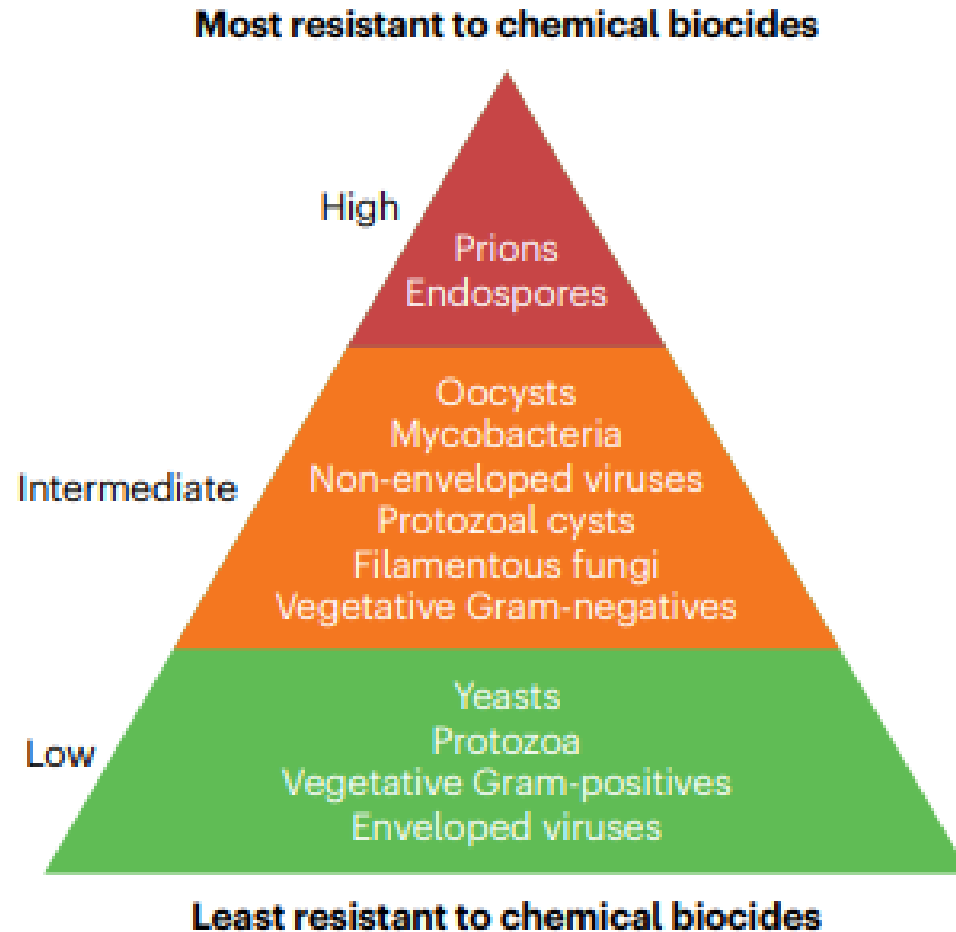 Most resistant to chemical biocides
High
Prions
Endospores
Oocysts
Mycobacteria
Non-enveloped viruses
Intermediate
Protozoal cysts
Filamentous fungi
Vegetative Gram-negatives
Yeasts
Protozoa
Low
Vegetative Gram-positives
Enveloped viruses
Least resistant to chemical biocides